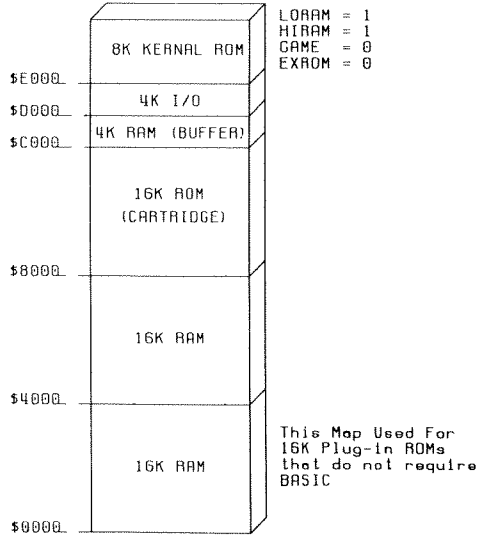 LORAM = 1
HIRAM = 1
GAME = 0
EXROM = 0
8K KERNAL ROM
$E000
4K I/O
$D000
4K RAM (BUFFER)
$C000
16K ROM
(CARTRIDGE)
$8000
16K RAM
$4000
This Map Used For
16K Plug-in ROMs
that do not require
BASIC
16K RAM
$0000